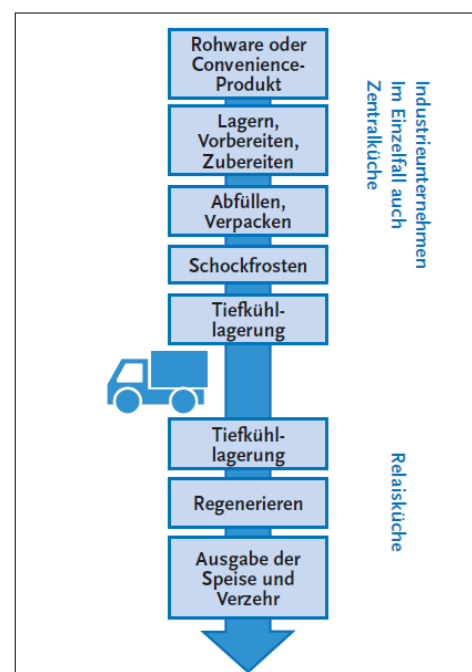 Rohware oder
Convenience-
Produkt
Lagern,
Vorbereiten,
Zubereiten
Abfüllen,
Verpacken
Schockfrosten
Tiefkühl-
lagerung
Industrieunternehmen
Im Einzelfall auch
Zentralküche
Tiefkühl-
lagerung
Regenerieren
Ausgabe der
Speise und
Verzehr
Relaisküche